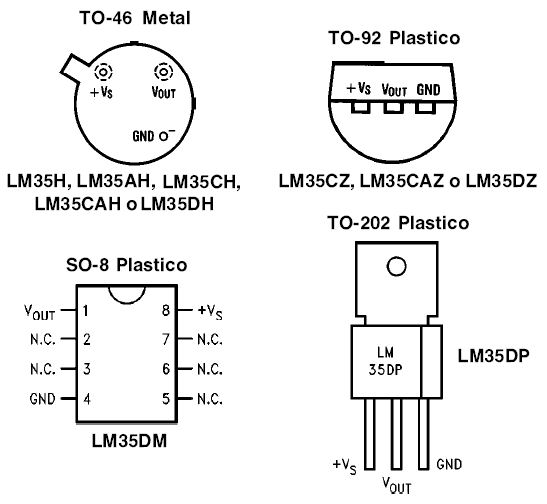 TO-46 Metal
+VS
VOUT
GND
LM35H, LM35AH, LM35CH,
LM35CAH o LM35DH
TO-92 Plastico
+VS VOUT GND
LM35CZ, LM35CAZ o LM35DZ
SO-8 Plastico
VOUT 1 8 +VS
N.C. 2 7 N.C.
N.C. 3 6 N.C.
GND 4 5 N.C.
LM35DM
TO-202 Plastico
LM
35DP
LM35DP
+VS
VOUT
GND